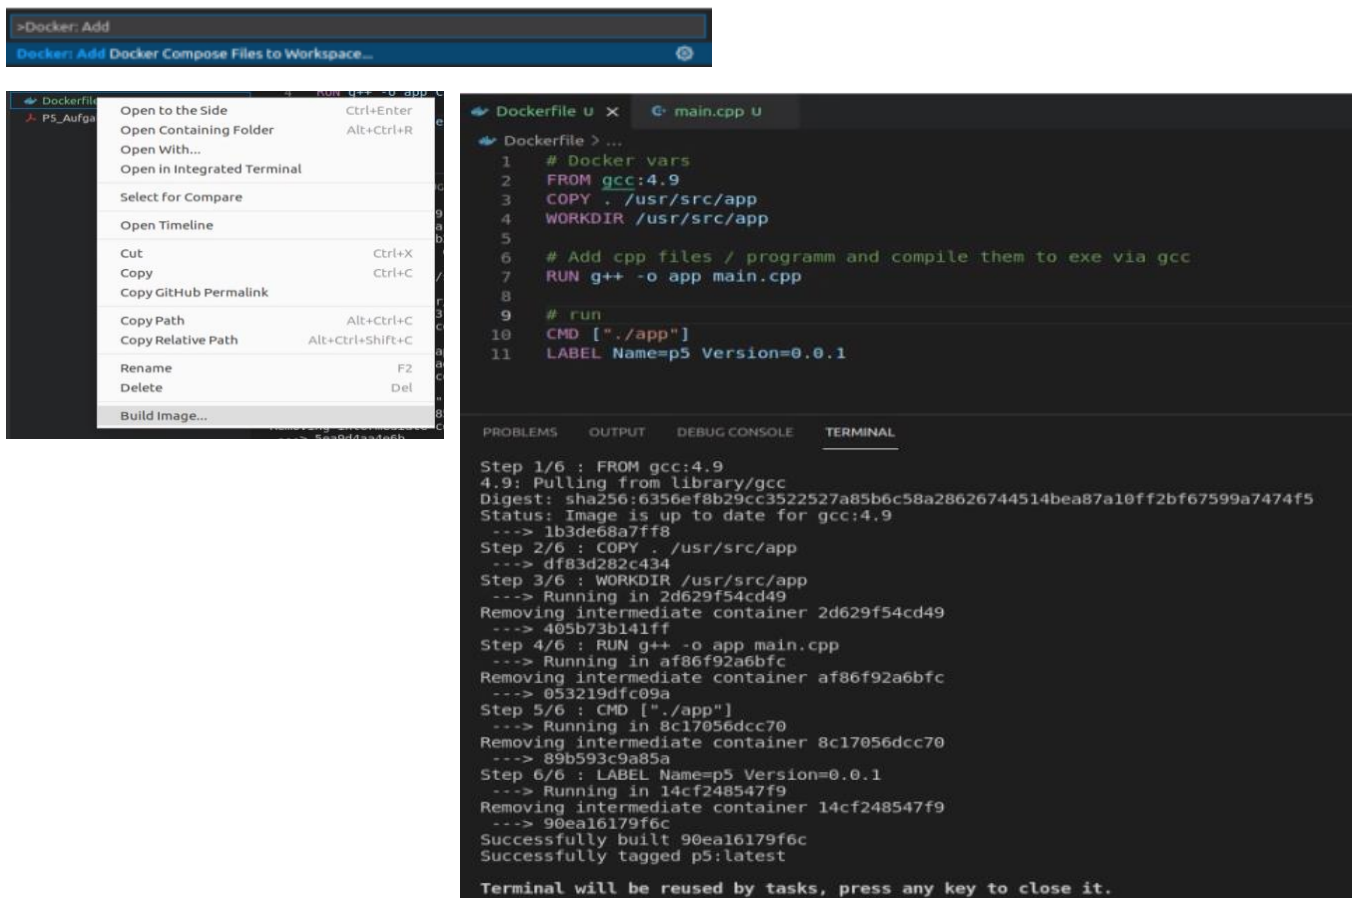 >Docker: Add
Docker: Add Docker Compose Files to Workspace...
Dockerfile
P5_Aufga
Open to the Side Ctrl+Enter
Open Containing Folder Alt+Ctrl+R
Open With...
Open in Integrated Terminal
Select for Compare
Open Timeline
Cut Ctrl+X
Copy Ctrl+C
Copy GitHub Permalink
Copy Path Alt+Ctrl+C
Copy Relative Path Alt+Ctrl+Shift+C
Rename F2
Delete Del
Build Image...
Dockerfile U × main.cpp U
Dockerfile > ...
1 # Docker vars
2 FROM gcc:4.9
3 COPY . /usr/src/app
4 WORKDIR /usr/src/app
5
6 # Add cpp files / programm and compile them to exe via gcc
7 RUN g++ -o app main.cpp
8
9 # run
10 CMD ["./app"]
11 LABEL Name=p5 Version=0.0.1
PROBLEMS OUTPUT DEBUG CONSOLE TERMINAL
Step 1/6 : FROM gcc:4.9
4.9: Pulling from library/gcc
Digest: sha256:6356ef8b29cc3522527a85b6c58a28626744514bea87a10ff2bf67599a7474f5
Status: Image is up to date for gcc:4.9
---> 1b3de68a7ff8
Step 2/6 : COPY . /usr/src/app
---> df83d282c434
Step 3/6 : WORKDIR /usr/src/app
---> Running in 2d629f54cd49
Removing intermediate container 2d629f54cd49
---> 405b73b141ff
Step 4/6 : RUN g++ -o app main.cpp
---> Running in af86f92a6bfc
Removing intermediate container af86f92a6bfc
---> 053219dfc09a
Step 5/6 : CMD ["./app"]
---> Running in 8c17056dcc70
Removing intermediate container 8c17056dcc70
---> 89b593c9a85a
Step 6/6 : LABEL Name=p5 Version=0.0.1
---> Running in 14cf248547f9
Removing intermediate container 14cf248547f9
---> 90ea16179f6c
Successfully built 90ea16179f6c
Successfully tagged p5:latest
Terminal will be reused by tasks, press any key to close it.